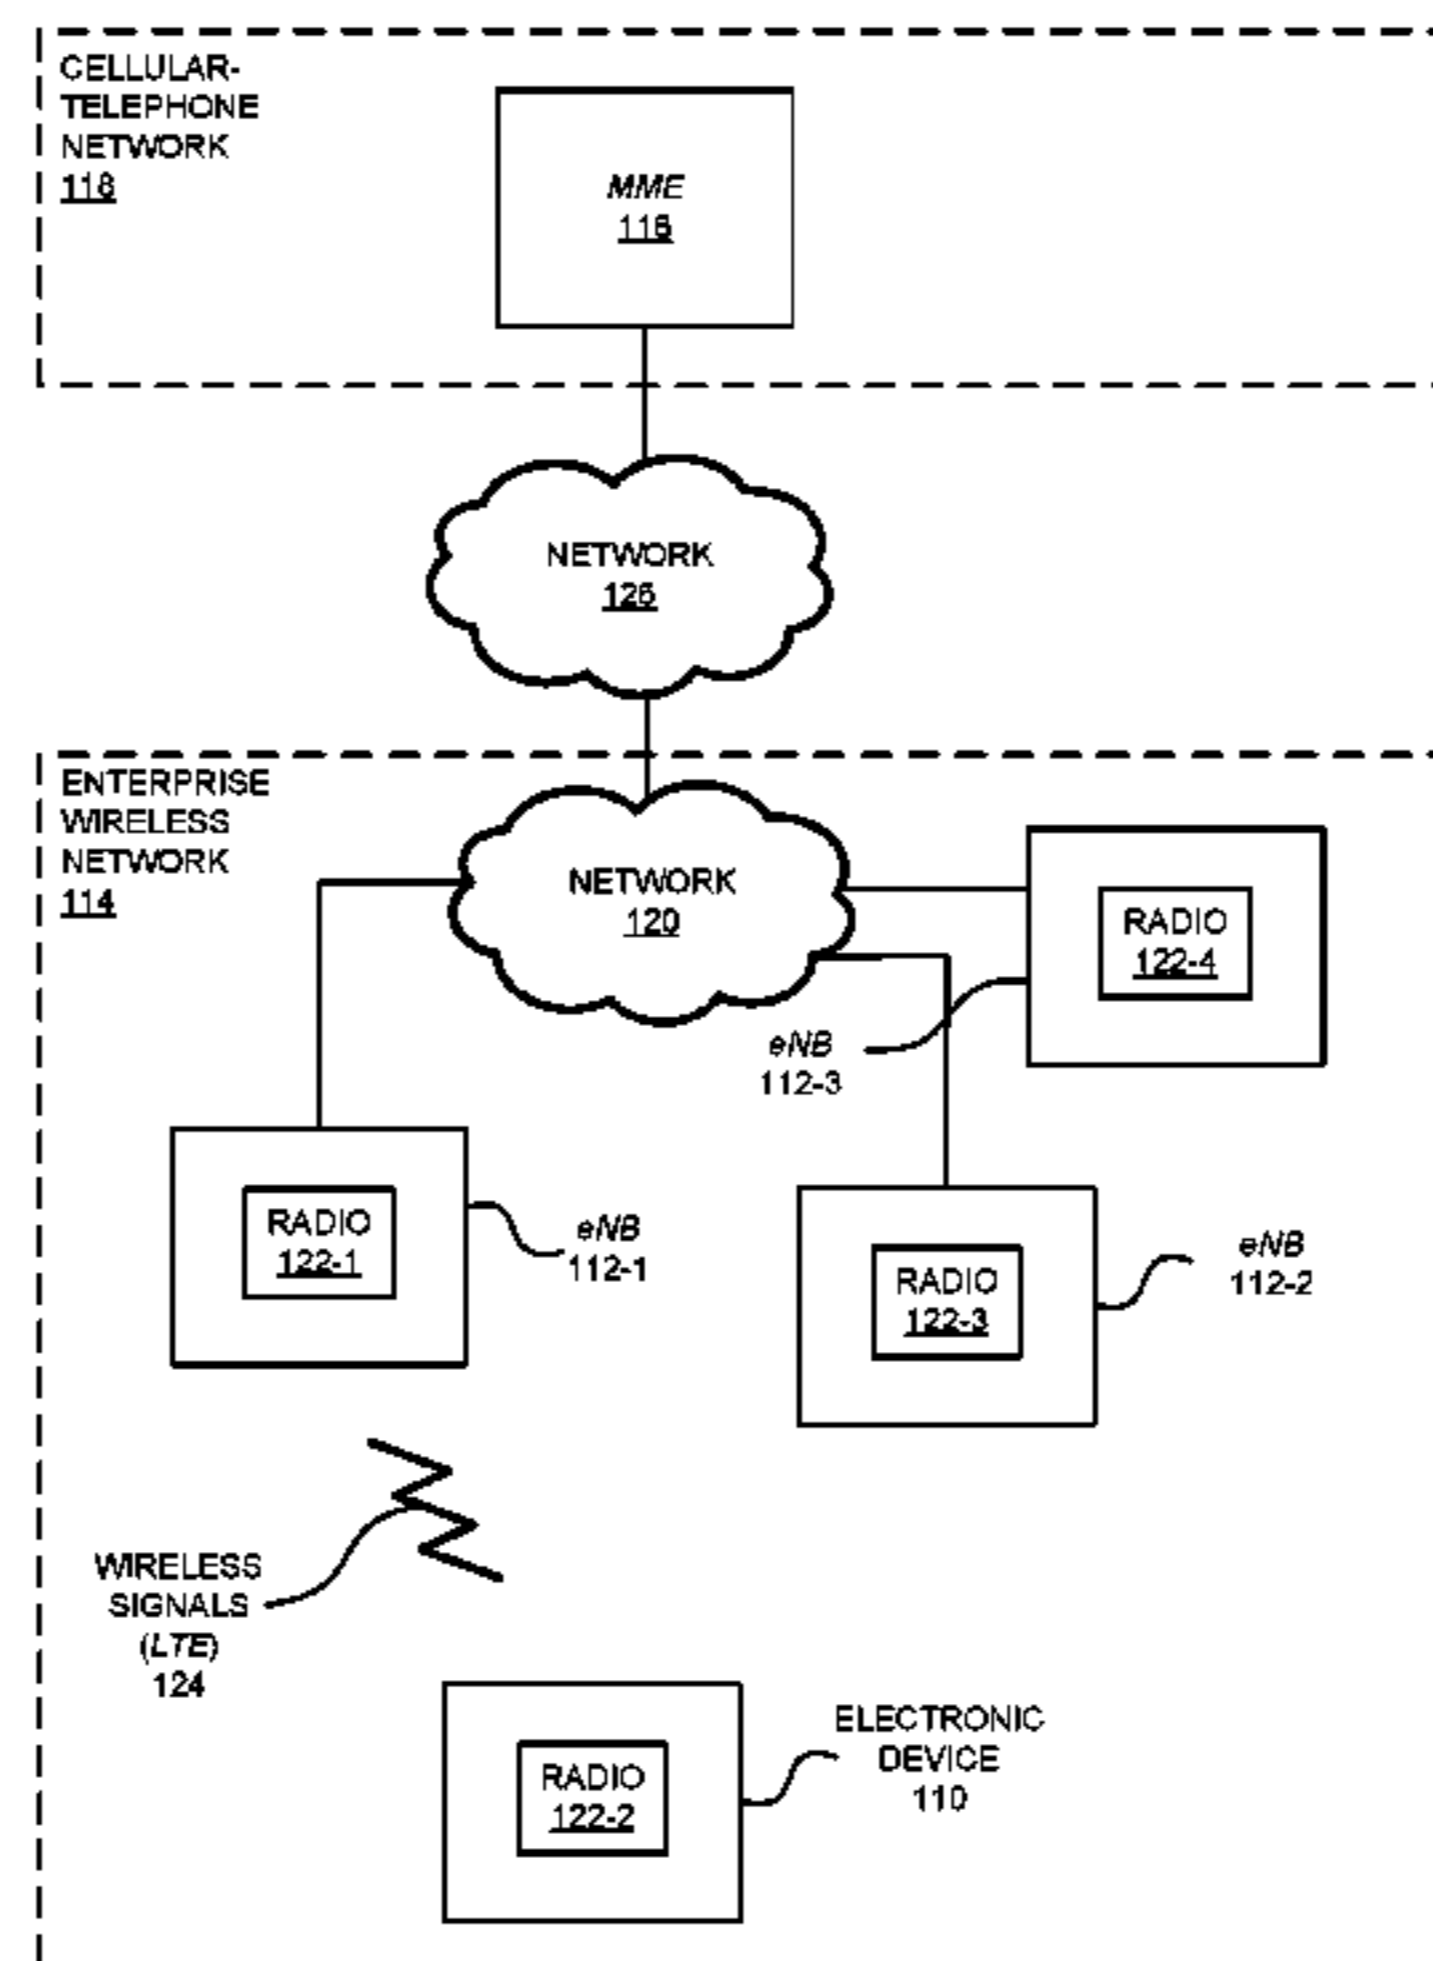 CELLULAR-
TELEPHONE
NETWORK
118
MME
116
NETWORK
126
ENTERPRISE
WIRELESS
NETWORK
114
NETWORK
120
RADIO
122-4
eNB
112-3
RADIO
122-1
eNB
112-1
RADIO
122-3
eNB
112-2
WIRELESS
SIGNALS
(LTE)
124
RADIO
122-2
ELECTRONIC
DEVICE
110